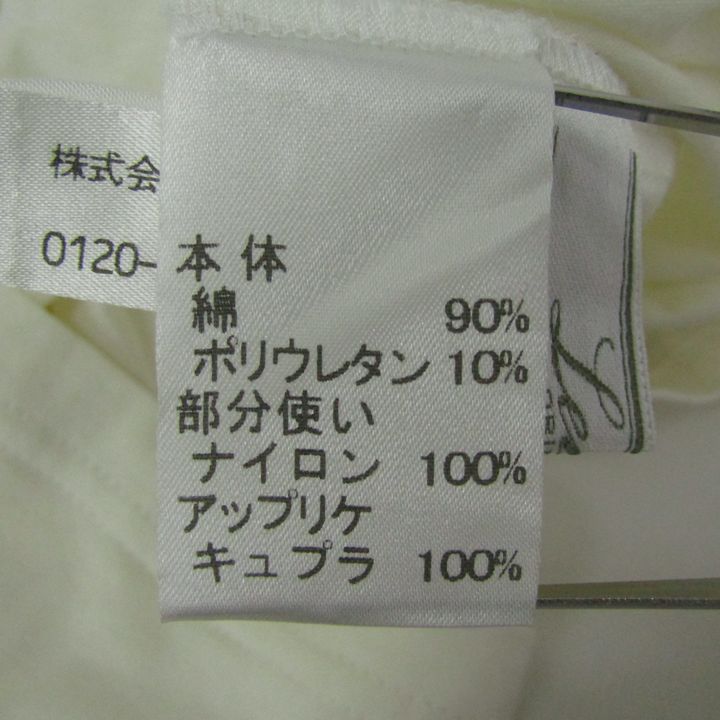 株式会
0120-
本体
綿 90%
ポリウレタン 10%
部分使い
ナイロン 100%
アップリケ
キュプラ 100%